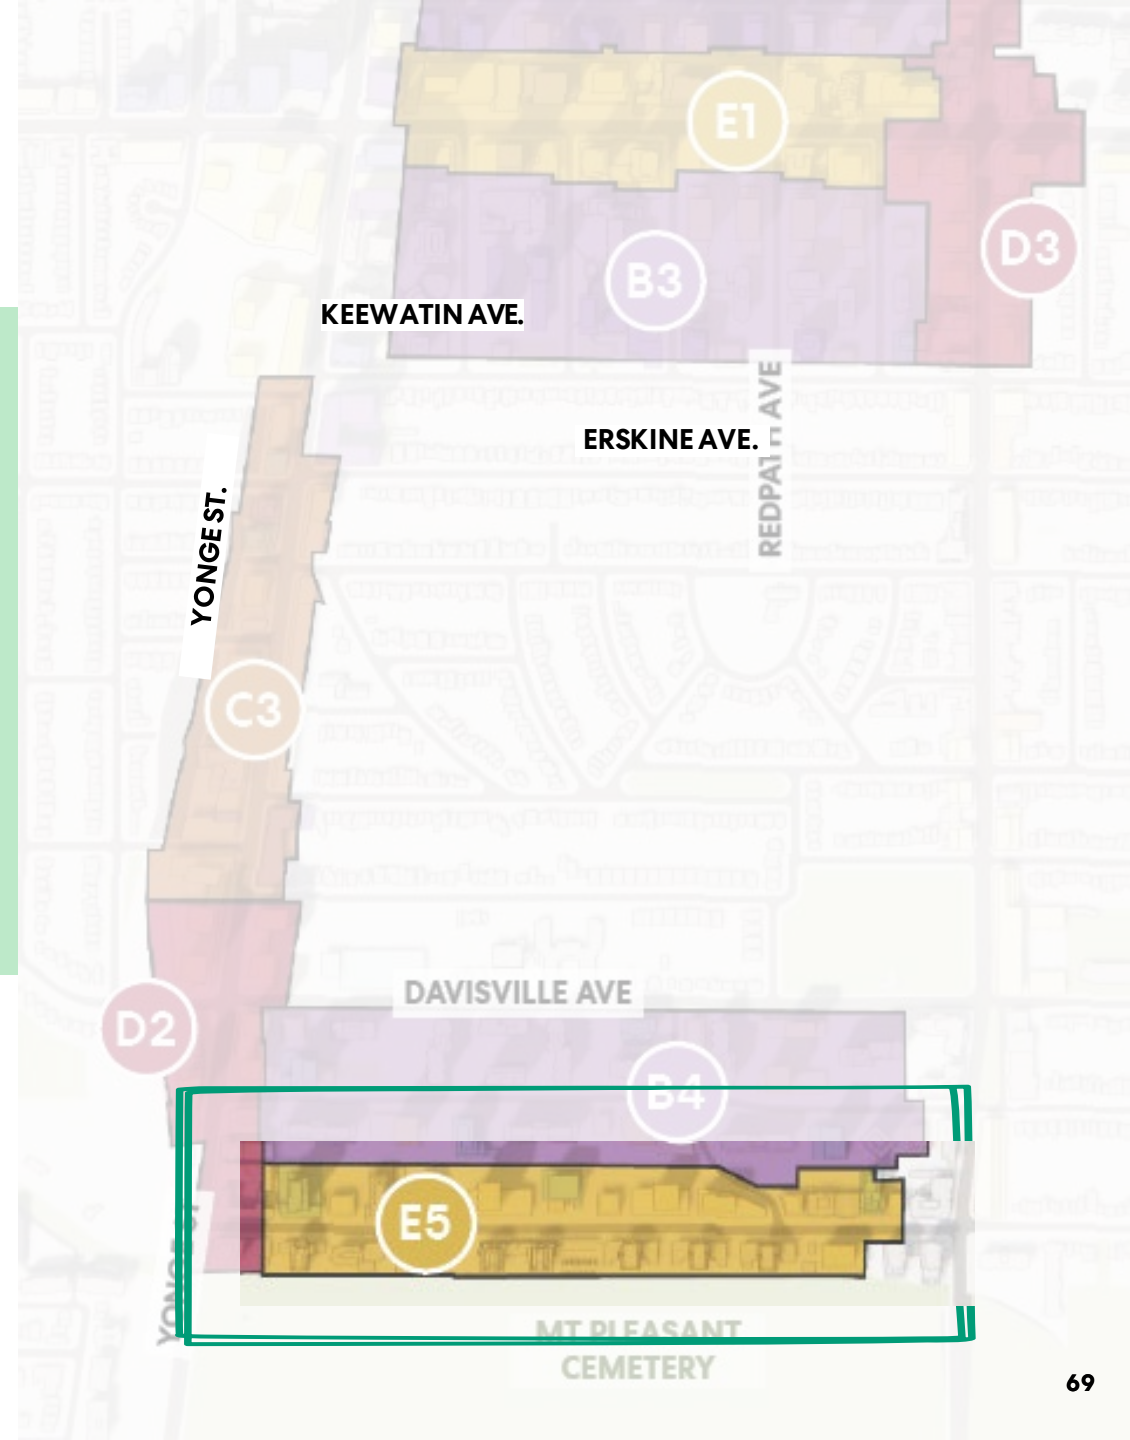 E1
D3
B3
KEEWATIN AVE.
REDPATH AVE
ERSKINE AVE.
YONGE ST.
C3
DAVISVILLE AVE
D2
B4
E5
YONGE ST
MT PLEASANT
CEMETERY
69